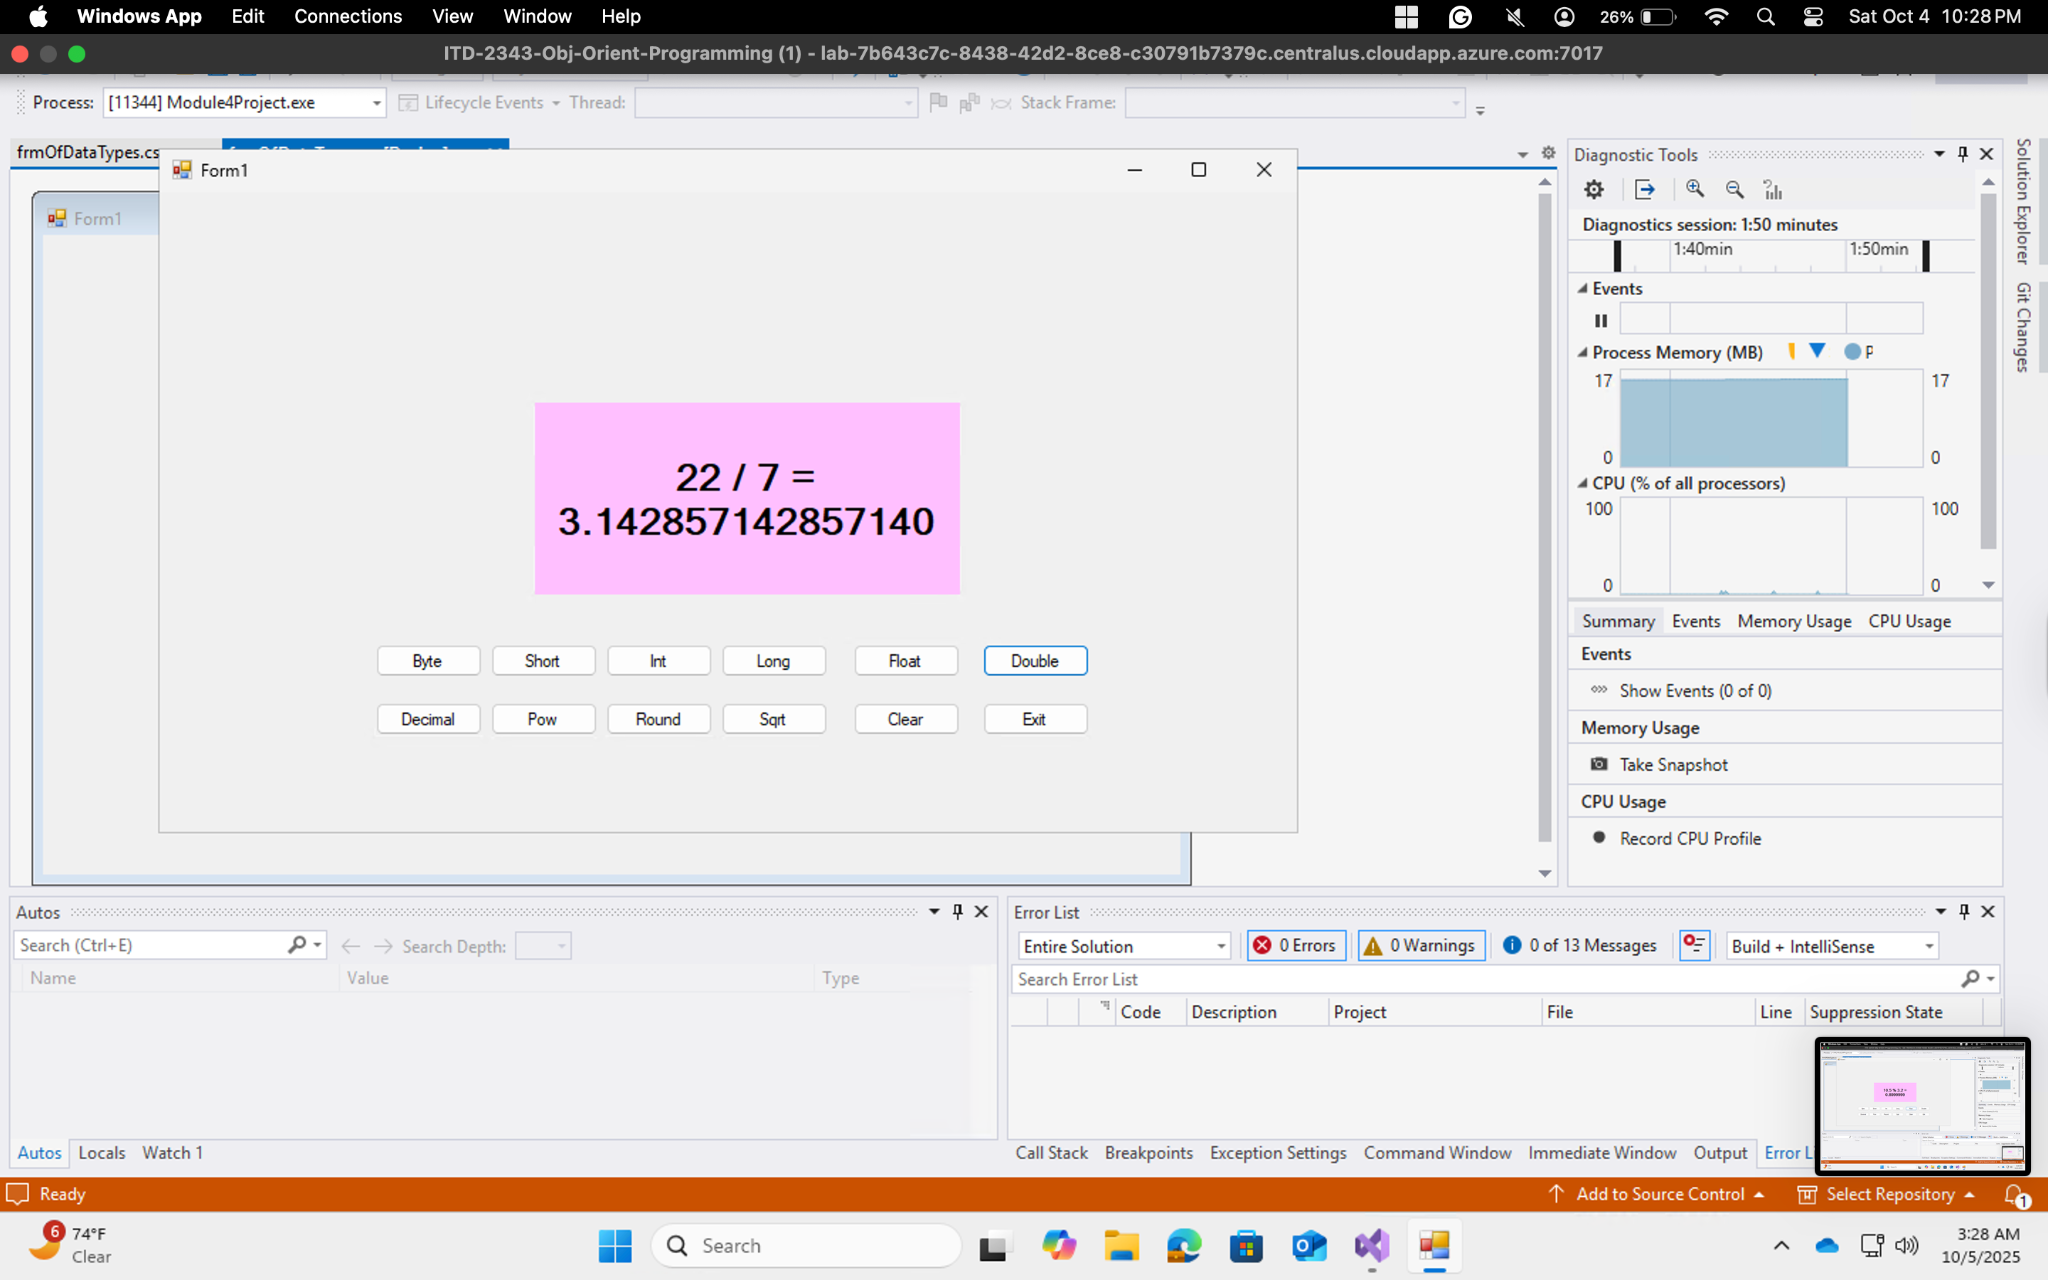 Windows App Edit Connections View Window Help 26% Sat Oct 4 10:28 PM
ITD-2343-Obj-Orient-Programming (1) - lab-7b643c7c-8438-42d2-8ce8-c30791b7379c.centralus.cloudapp.azure.com:7017
Process: [11344] Module4Project.exe Lifecycle Events Thread: Stack Frame:
frmOfDataTypes.cs
Form1
Form1
22 / 7 =
3.142857142857140
Byte Short Int Long Float Double
Decimal Pow Round Sqrt Clear Exit
Diagnostic Tools
Diagnostics session: 1:50 minutes
1:40min 1:50min
Events
Process Memory (MB) P
17 17
0 0
CPU (% of all processors)
100 100
0 0
Summary Events Memory Usage CPU Usage
Events
Show Events (0 of 0)
Memory Usage
Take Snapshot
CPU Usage
Record CPU Profile
Solution Explorer
Git Changes
Autos
Search (Ctrl+E) Search Depth:
Name Value Type
Autos Locals Watch 1
Error List
Entire Solution 0 Errors 0 Warnings 0 of 13 Messages Build + IntelliSense
Search Error List
Code Description Project File Line Suppression State
Call Stack Breakpoints Exception Settings Command Window Immediate Window Output Error Li
Ready Add to Source Control Select Repository 1
6 74°F
Clear
Search
3:28 AM
10/5/2025